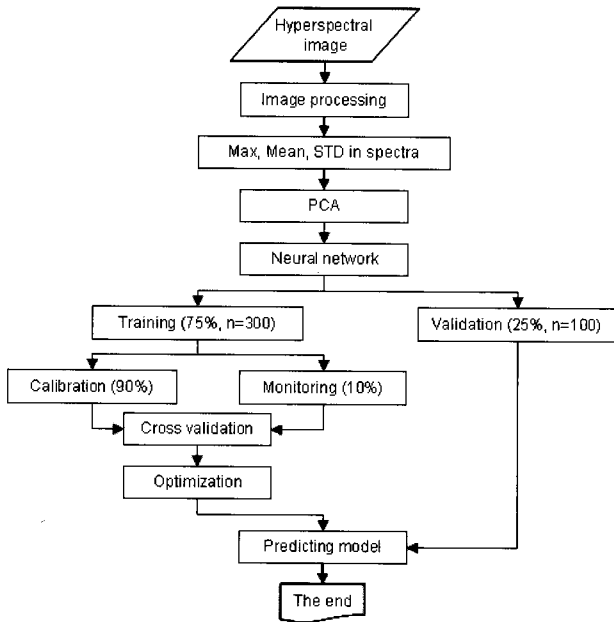 Hyperspectral
image
Image processing
Max, Mean, STD in spectra
PCA
Neural network
Training (75%, n=300)
Validation (25%, n=100)
Calibration (90%)
Monitoring (10%)
Cross validation
Optimization
Predicting model
The end